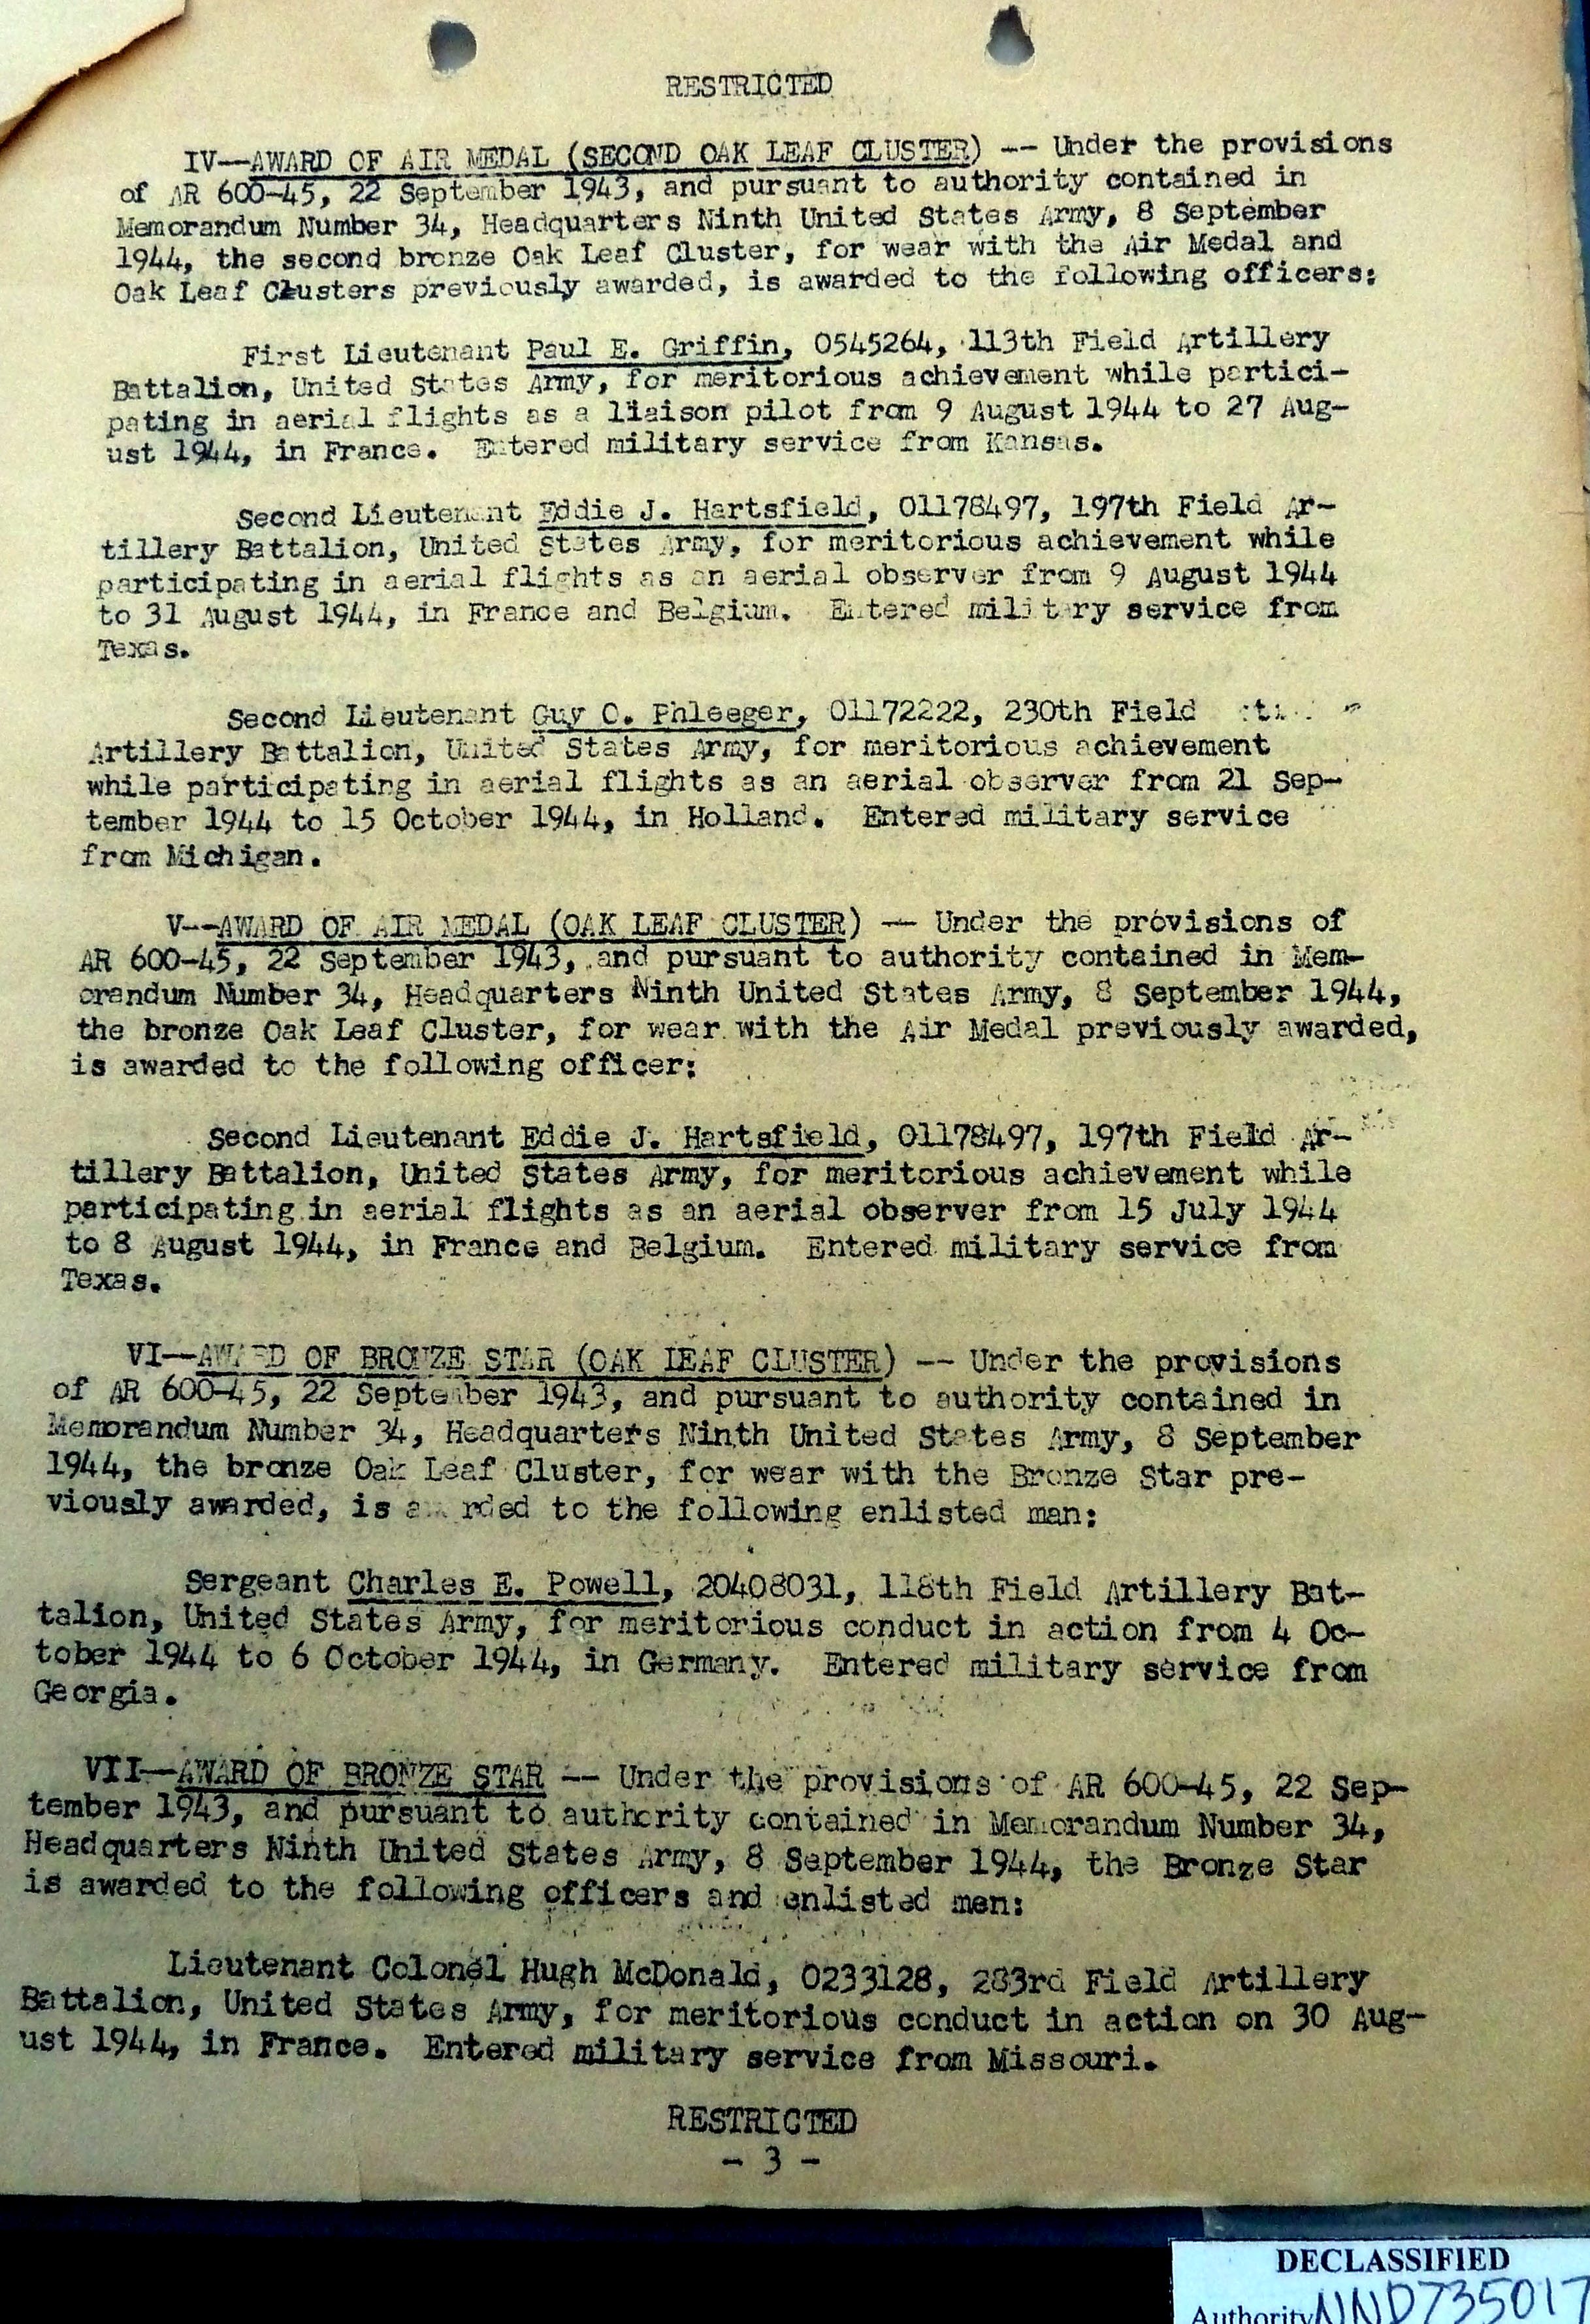 RESTRICTED
IV—AWARD OF AIR MEDAL (SECOND OAK LEAF CLUSTER) -- Under the provisions
of AR 600-45, 22 September 1943, and pursuant to authority contained in
Memorandum Number 34, Headquarters Ninth United States Army, 8 September
1944, the second bronze Oak Leaf Cluster, for wear with the Air Medal and
Oak Leaf Clusters previously awarded, is awarded to the following officers:
First Lieutenant Paul E. Griffin, 0545264, 113th Field Artillery
Battalion, United States Army, for meritorious achievement while partici-
pating in aerial flights as a liaison pilot from 9 August 1944 to 27 Aug-
ust 1944, in France. Entered military service from Kansas.
Second Lieutenant Eddie J. Hartsfield, 01178497, 197th Field Ar-
tillery Battalion, United States Army, for meritorious achievement while
participating in aerial flights as an aerial observer from 9 August 1944
to 31 August 1944, in France and Belgium. Entered military service from
Texas.
Second Lieutenant Guy C. Phleeger, 01172222, 230th Field
Artillery Battalion, United States Army, for meritorious achievement
while participating in aerial flights as an aerial observer from 21 Sep-
tember 1944 to 15 October 1944, in Holland. Entered military service
from Michigan.
V--AWARD OF AIR MEDAL (OAK LEAF CLUSTER) — Under the provisions of
AR 600-45, 22 September 1943, and pursuant to authority contained in Mem-
orandum Number 34, Headquarters Ninth United States Army, 8 September 1944,
the bronze Oak Leaf Cluster, for wear with the Air Medal previously awarded,
is awarded to the following officer:
Second Lieutenant Eddie J. Hartsfield, 01178497, 197th Field Ar-
tillery Battalion, United States Army, for meritorious achievement while
participating in aerial flights as an aerial observer from 15 July 1944
to 8 August 1944, in France and Belgium. Entered military service from
Texas.
VI—AWARD OF BRONZE STAR (OAK LEAF CLUSTER) -- Under the provisions
of AR 600-45, 22 September 1943, and pursuant to authority contained in
Memorandum Number 34, Headquarters Ninth United States Army, 8 September
1944, the bronze Oak Leaf Cluster, for wear with the Bronze Star pre-
viously awarded, is awarded to the following enlisted man:
Sergeant Charles E. Powell, 20408031, 118th Field Artillery Bat-
talion, United States Army, for meritorious conduct in action from 4 Oc-
tober 1944 to 6 October 1944, in Germany. Entered military service from
Georgia.
VII—AWARD OF BRONZE STAR -- Under the provisions of AR 600-45, 22 Sep-
tember 1943, and pursuant to authority contained in Memorandum Number 34,
Headquarters Ninth United States Army, 8 September 1944, the Bronze Star
is awarded to the following officers and enlisted men:
Lieutenant Colonel Hugh McDonald, 0233128, 283rd Field Artillery
Battalion, United States Army, for meritorious conduct in action on 30 Aug-
ust 1944, in France. Entered military service from Missouri.
RESTRICTED
- 3 -
DECLASSIFIED
Authority NND735017